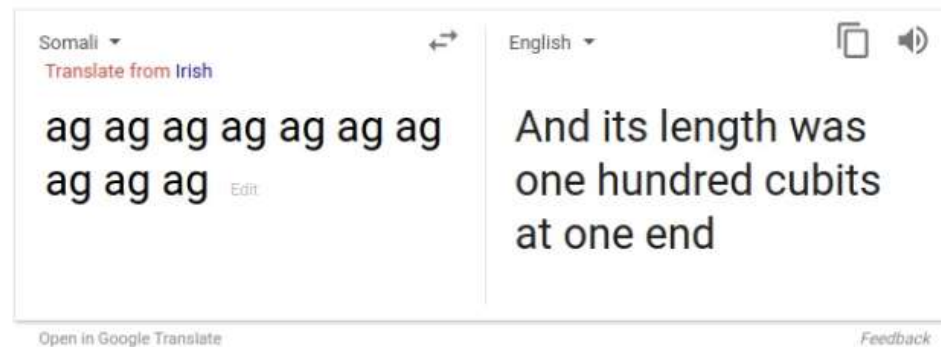 Somali English
Translate from Irish
ag ag ag ag ag ag ag
ag ag ag Edit
And its length was
one hundred cubits
at one end
Open in Google Translate Feedback